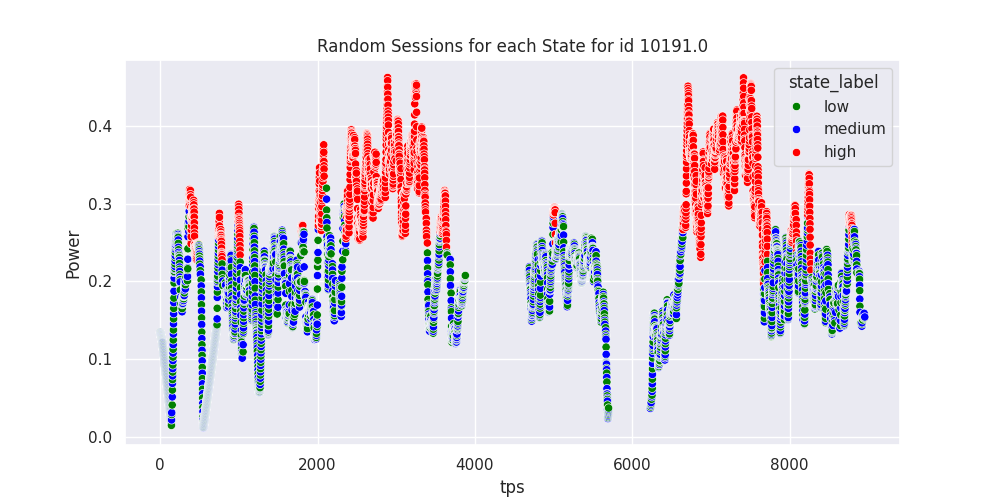 Random Sessions for each State for id 10191.0
state_label
low
medium
high
Power
0.4
0.3
0.2
0.1
0.0
0
2000
4000
6000
8000
tps